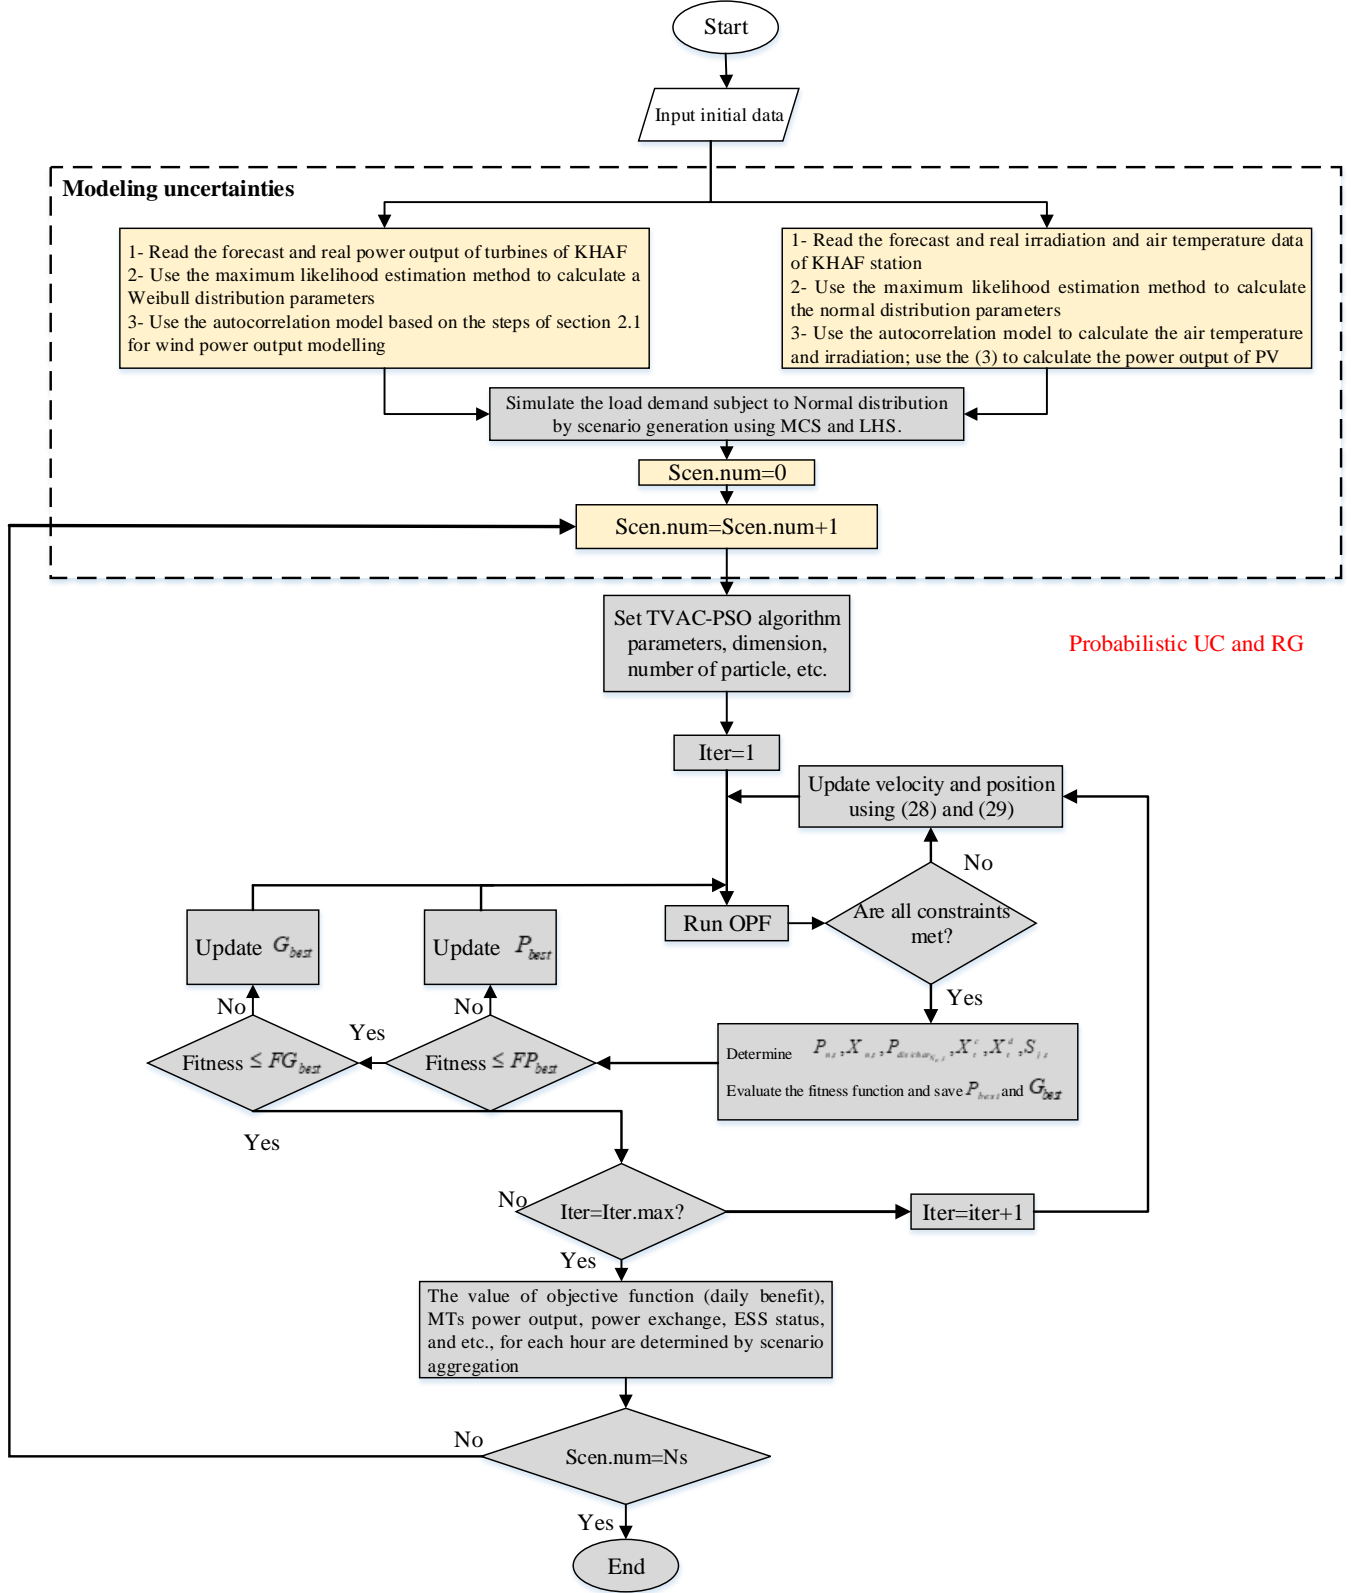 Start
Input initial data
Modeling uncertainties
1- Read the forecast and real power output of turbines of KHAF
2- Use the maximum likelihood estimation method to calculate a
Weibull distribution parameters
3- Use the autocorrelation model based on the steps of section 2.1
for wind power output modelling
1- Read the forecast and real irradiation and air temperature data
of KHAF station
2- Use the maximum likelihood estimation method to calculate
the normal distribution parameters
3- Use the autocorrelation model to calculate the air temperature
and irradiation; use the (3) to calculate the power output of PV
Simulate the load demand subject to Normal distribution
by scenario generation using MCS and LHS.
Scen.num=0
Scen.num=Scen.num+1
Set TVAC-PSO algorithm
parameters, dimension,
number of particle, etc.
Probabilistic UC and RG
Iter=1
Update velocity and position
using (28) and (29)
No
Run OPF
Are all constraints
met?
Yes
Update G_best
Update P_best
No
No
Yes
Fitness ≤ FG_best
Fitness ≤ FP_best
Determine
Evaluate the fitness function and save P_best and G_best
Yes
No
Iter=Iter.max?
Iter=iter+1
Yes
The value of objective function (daily benefit),
MTs power output, power exchange, ESS status,
and etc., for each hour are determined by scenario
aggregation
No
Scen.num=Ns
Yes
End